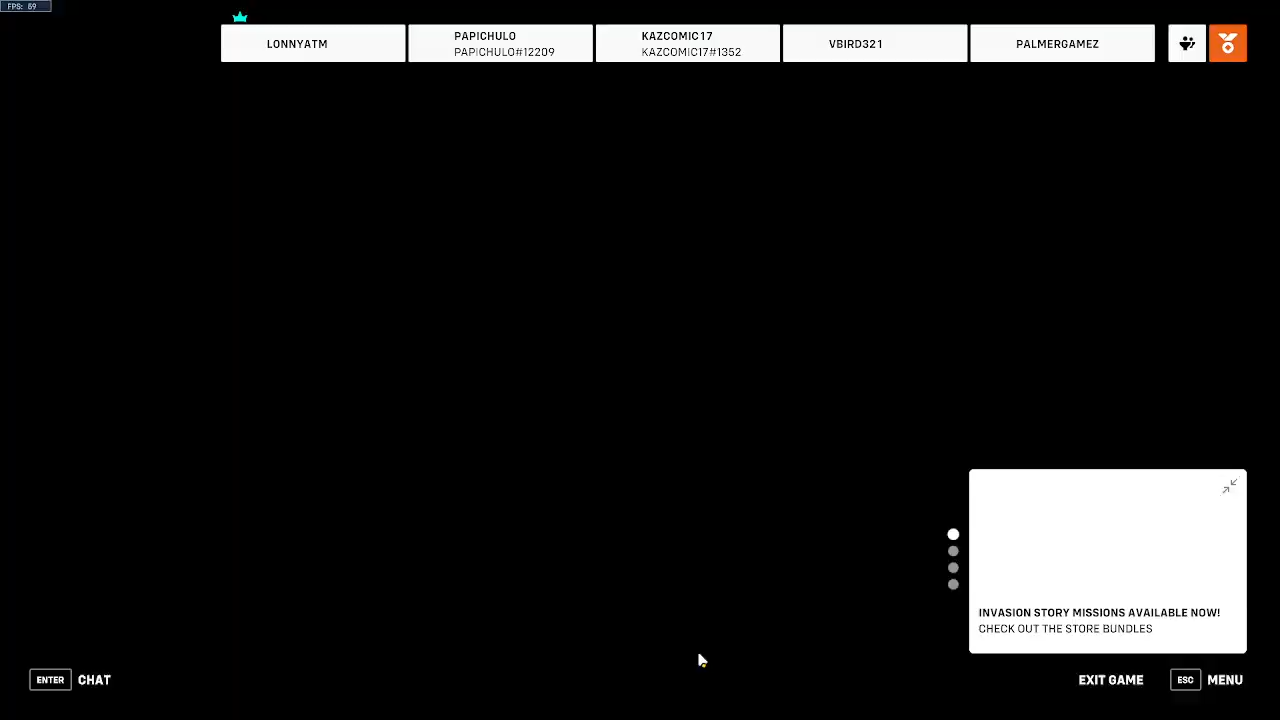 FPS: 59
LONNYATM
PAPICHULO
PAPICHULO#12209
KAZCOMIC17
KAZCOMIC17#1352
VBIRD321
PALMERGAMEZ
INVASION STORY MISSIONS AVAILABLE NOW!
CHECK OUT THE STORE BUNDLES
ENTER CHAT
EXIT GAME
ESC MENU